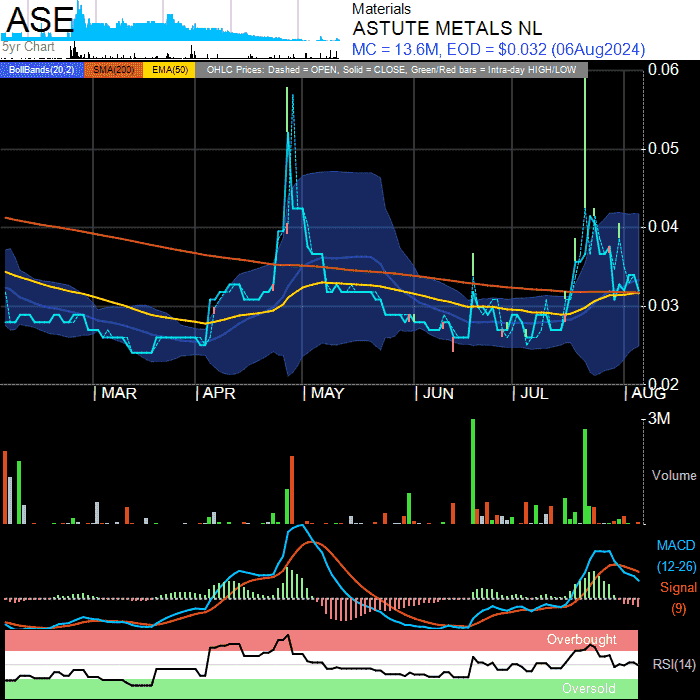 ASE
Materials
ASTUTE METALS NL
MC = 13.6M, EOD = $0.032 (06Aug2024)
5yr Chart
BollBands(20,2) SMA(200) EMA(50) OHLC Prices: Dashed = OPEN, Solid = CLOSE, Green/Red bars = Intra-day HIGH/LOW
0.06
0.05
0.04
0.03
0.02
| MAR | APR | MAY | JUN | JUL | AUG
3M
Volume
MACD
(12-26)
Signal
(9)
Overbought
RSI(14)
Oversold